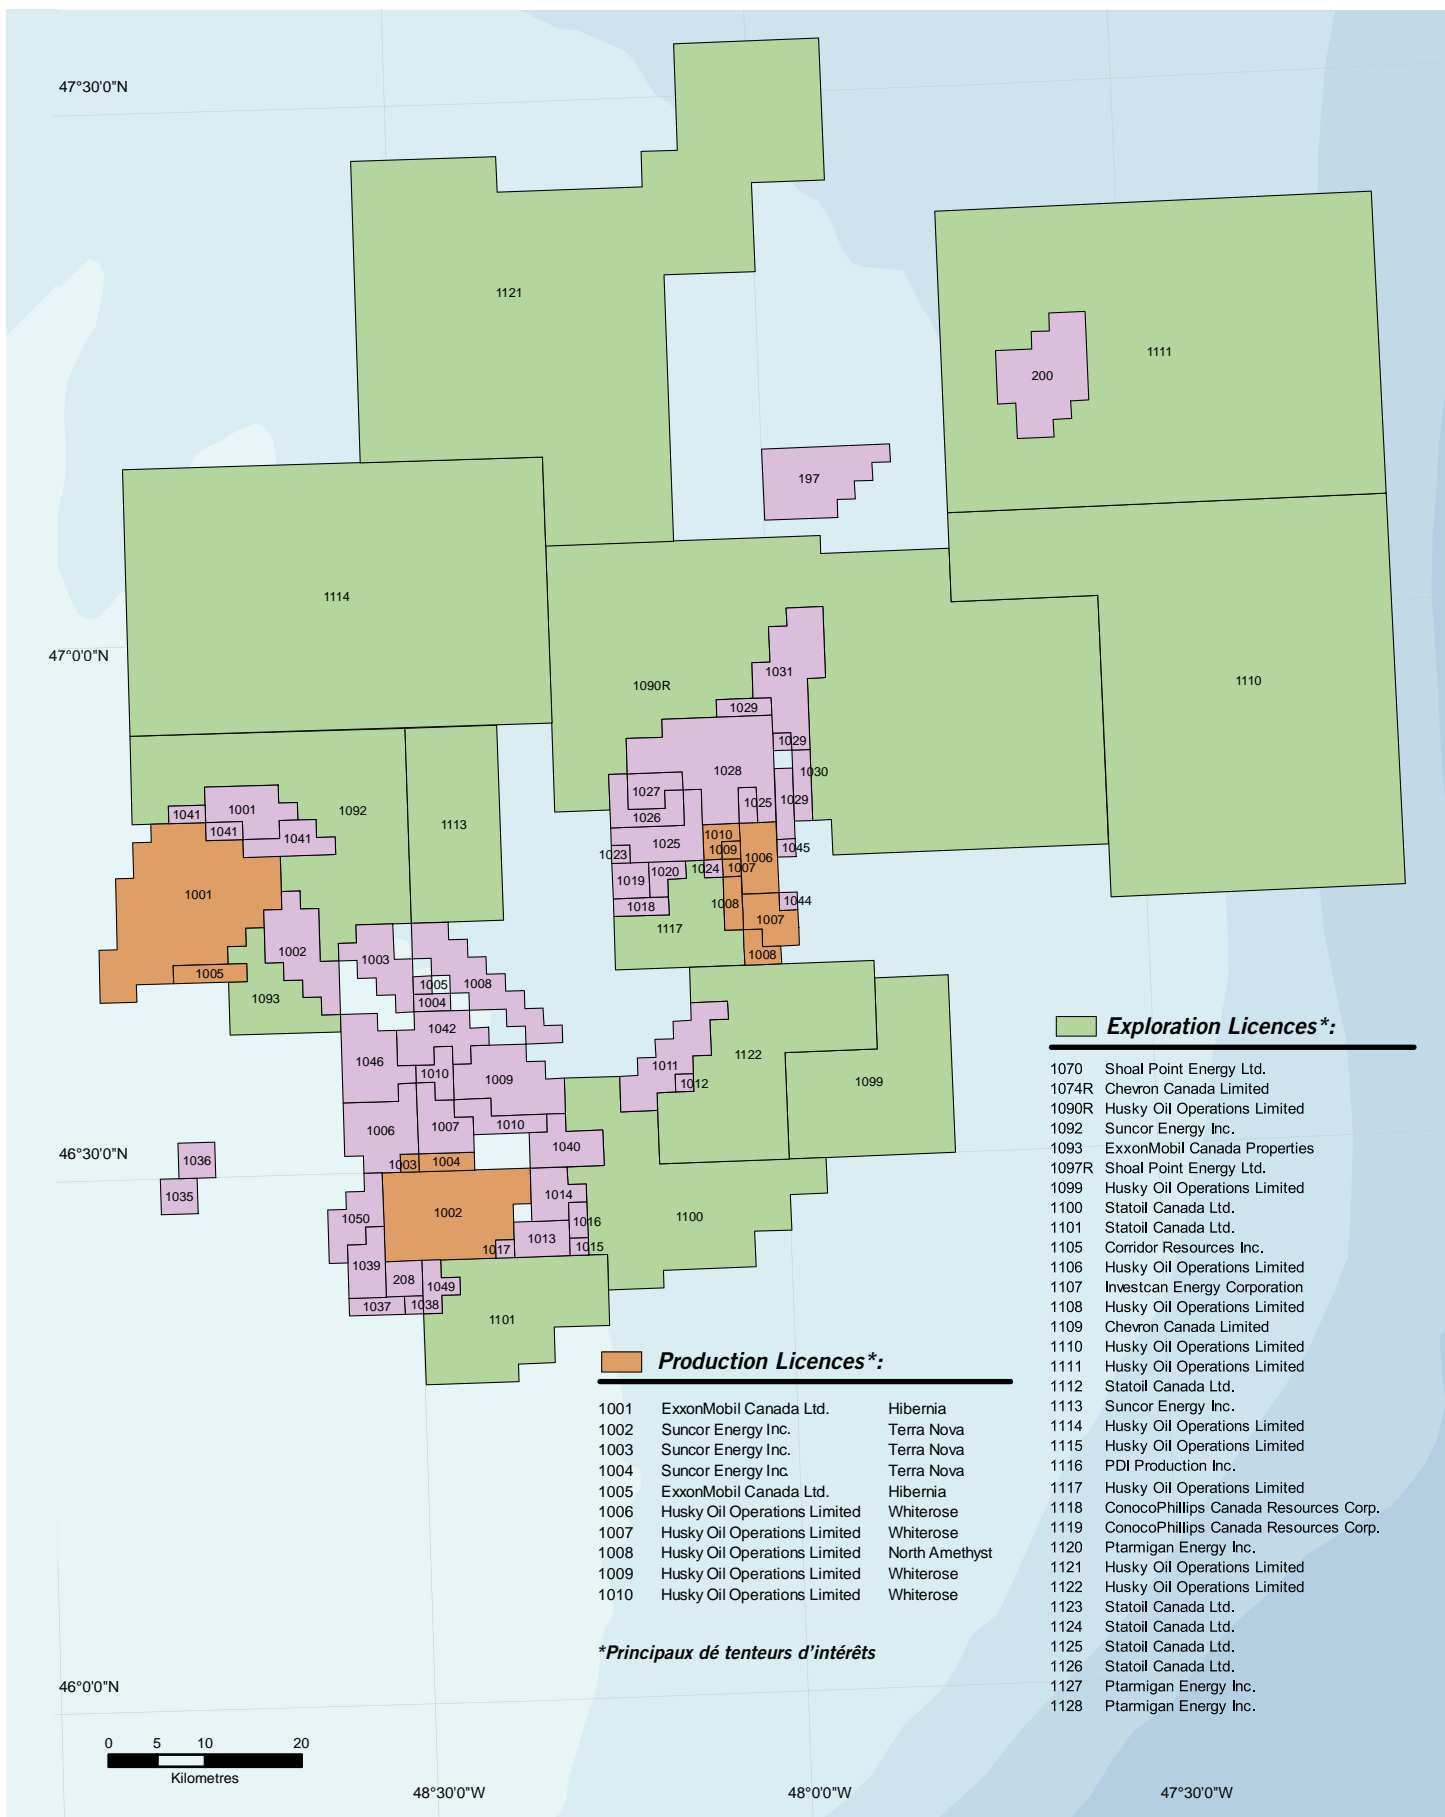 47°30'0"N
1121
1111
200
197
1114
47°0'0"N
1031
1090R
1110
1029
1029
1028
1030
1027
1029
1025
1041
1001
1092
1026
1041
1041
1113
1010
1025
1009
1045
1023
1006
1020
1024
1007
1019
1001
1018
1008
1044
1007
1117
1002
1008
1003
1005
1005
1008
1093
1004
1042
1046
1122
1011
1010
1009
1012
1099
1006
1007
1010
1040
46°30'0"N
1036
1003
1004
1035
1014
1050
1002
1016
1100
1013
1017
1015
1039
208
1049
1037
1038
1101
Exploration Licences*:
1070 Shoal Point Energy Ltd.
1074R Chevron Canada Limited
1090R Husky Oil Operations Limited
1092 Suncor Energy Inc.
1093 ExxonMobil Canada Properties
1097R Shoal Point Energy Ltd.
1099 Husky Oil Operations Limited
1100 Statoil Canada Ltd.
1101 Statoil Canada Ltd.
1105 Corridor Resources Inc.
1106 Husky Oil Operations Limited
1107 Investcan Energy Corporation
1108 Husky Oil Operations Limited
1109 Chevron Canada Limited
1110 Husky Oil Operations Limited
1111 Husky Oil Operations Limited
1112 Statoil Canada Ltd.
1113 Suncor Energy Inc.
1114 Husky Oil Operations Limited
1115 Husky Oil Operations Limited
1116 PDI Production Inc.
1117 Husky Oil Operations Limited
1118 ConocoPhillips Canada Resources Corp.
1119 ConocoPhillips Canada Resources Corp.
1120 Ptarmigan Energy Inc.
1121 Husky Oil Operations Limited
1122 Husky Oil Operations Limited
1123 Statoil Canada Ltd.
1124 Statoil Canada Ltd.
1125 Statoil Canada Ltd.
1126 Statoil Canada Ltd.
1127 Ptarmigan Energy Inc.
1128 Ptarmigan Energy Inc.
Production Licences*:
1001 ExxonMobil Canada Ltd. Hibernia
1002 Suncor Energy Inc. Terra Nova
1003 Suncor Energy Inc. Terra Nova
1004 Suncor Energy Inc. Terra Nova
1005 ExxonMobil Canada Ltd. Hibernia
1006 Husky Oil Operations Limited Whiterose
1007 Husky Oil Operations Limited Whiterose
1008 Husky Oil Operations Limited North Amethyst
1009 Husky Oil Operations Limited Whiterose
1010 Husky Oil Operations Limited Whiterose
*Principaux dé tenteurs d'intérêts
46°0'0"N
0 5 10 20
Kilometres
48°30'0"W
48°0'0"W
47°30'0"W